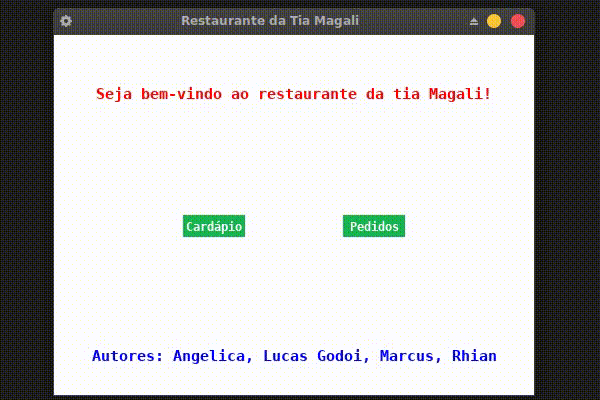 Restaurante da Tia Magali
Seja bem-vindo ao restaurante da tia Magali!
Cardápio Pedidos
Autores: Angelica, Lucas Godoi, Marcus, Rhian